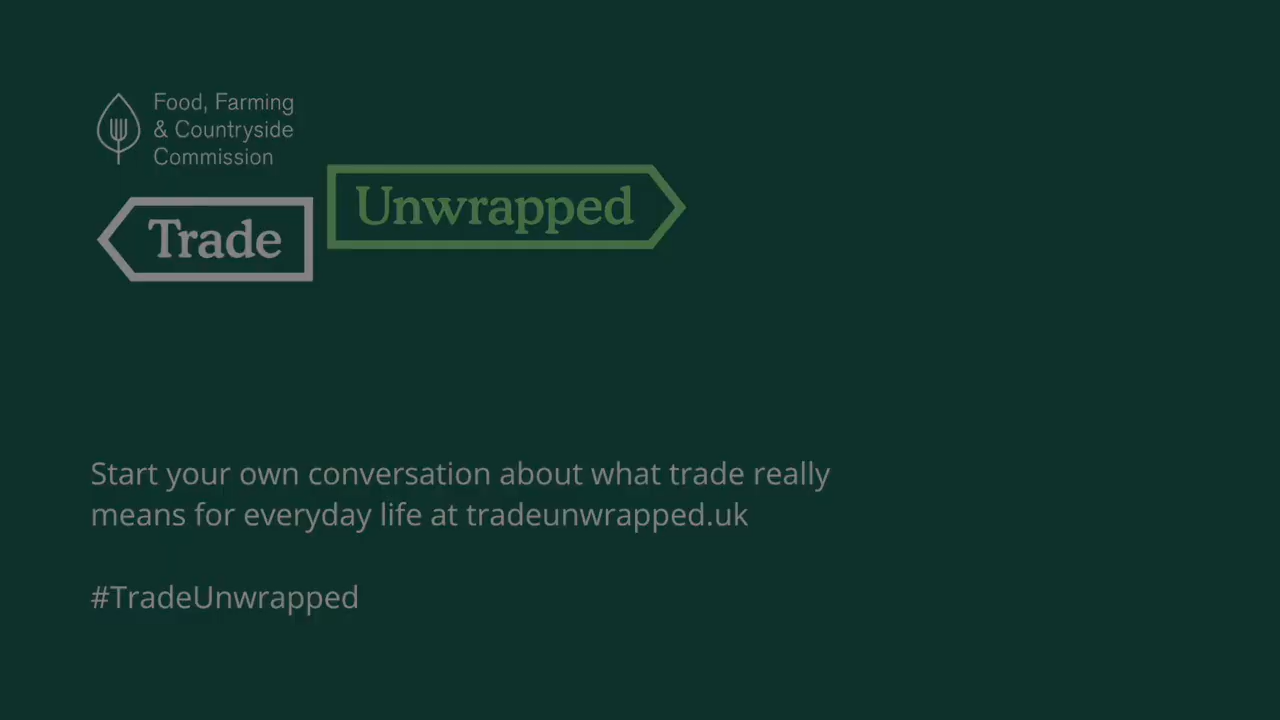 Food, Farming
& Countryside
Commission
Trade
Unwrapped
Start your own conversation about what trade really
means for everyday life at tradeunwrapped.uk
#TradeUnwrapped